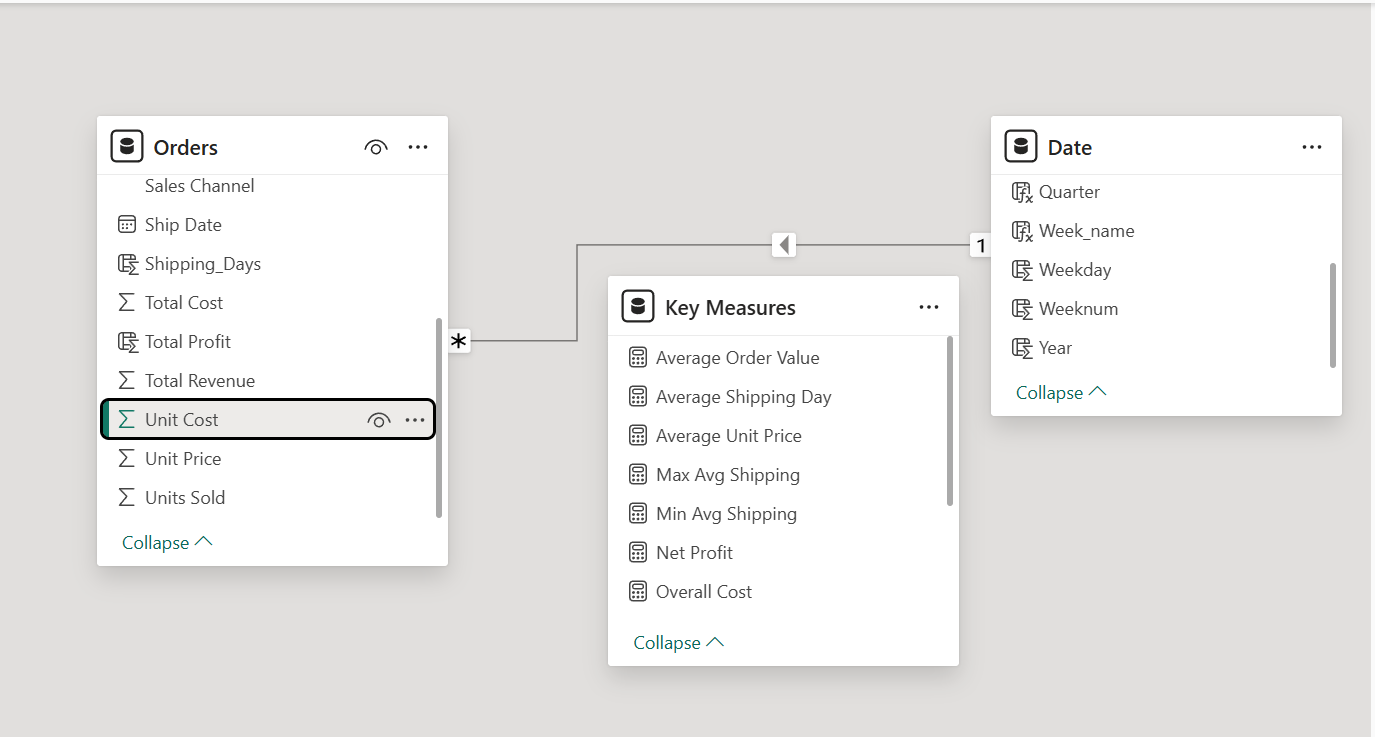 Orders
Sales Channel
Ship Date
Shipping_Days
Total Cost
Total Profit
Total Revenue
Unit Cost
Unit Price
Units Sold
Collapse
*
1
Key Measures
Average Order Value
Average Shipping Day
Average Unit Price
Max Avg Shipping
Min Avg Shipping
Net Profit
Overall Cost
Collapse
Date
Quarter
Week_name
Weekday
Weeknum
Year
Collapse